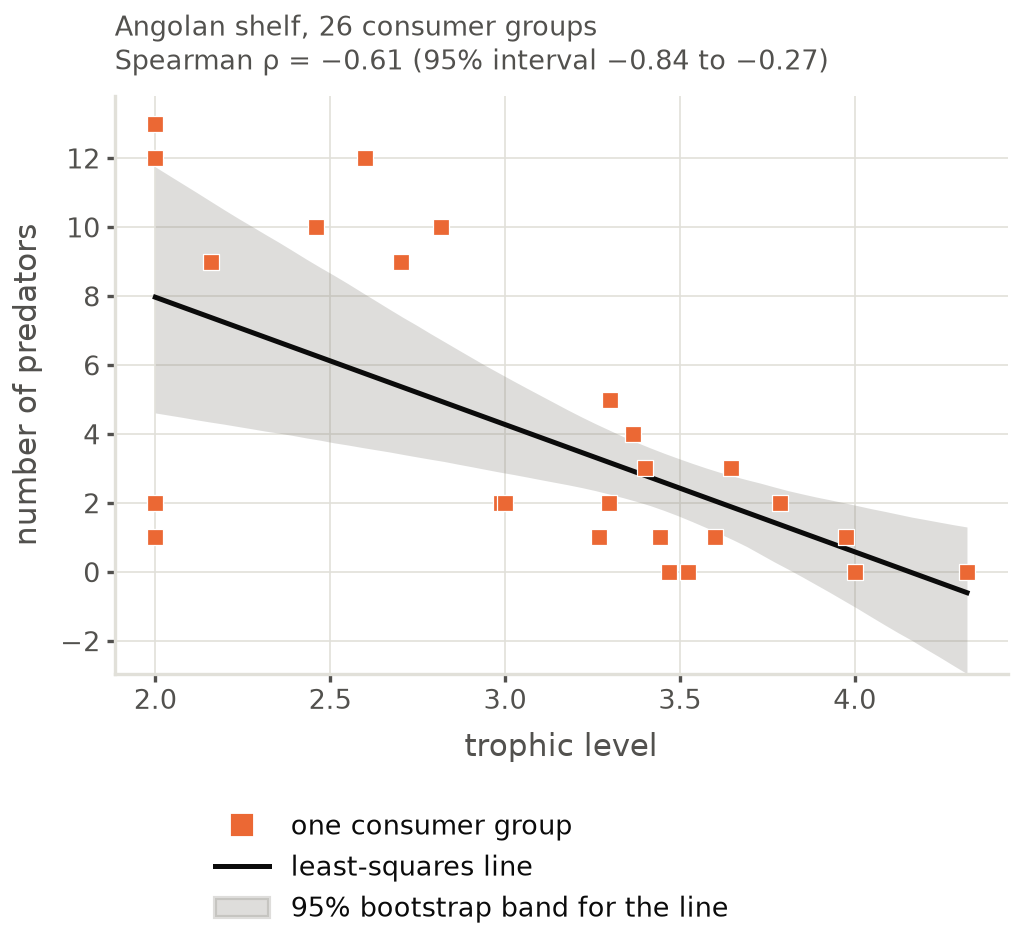 Angolan shelf, 26 consumer groups
Spearman ρ = −0.61 (95% interval −0.84 to −0.27)
12
10
8
6
4
2
0
−2
number of predators
2.0 2.5 3.0 3.5 4.0
trophic level
one consumer group
least-squares line
95% bootstrap band for the line